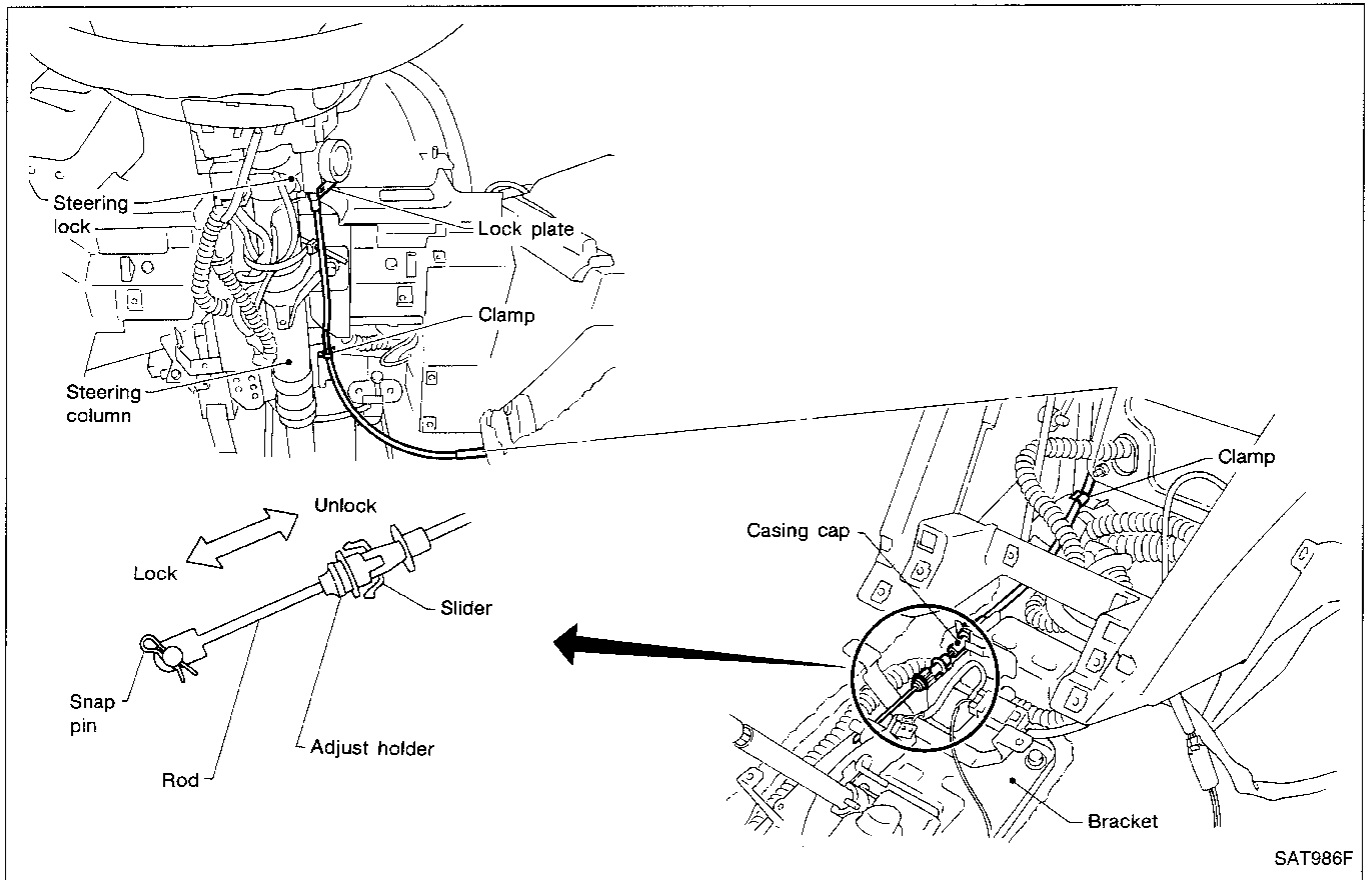 Steering
lock
Lock plate
Clamp
Steering
column
Clamp
Casing cap
Unlock
Lock
Slider
Snap
pin
Adjust holder
Rod
Bracket
SAT986F